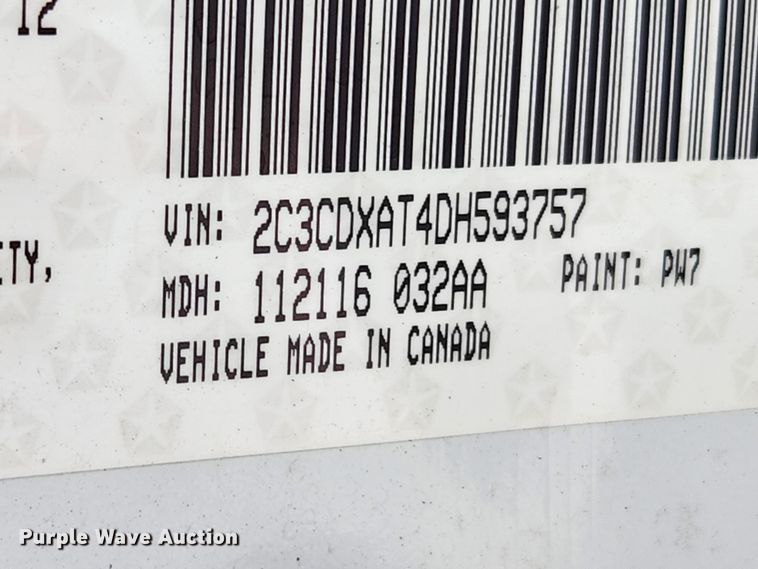 12
ITY,
VIN: 2C3CDXAT4DH593757
MDH: 112116 032AA PAINT: PW7
VEHICLE MADE IN CANADA
Purple Wave Auction